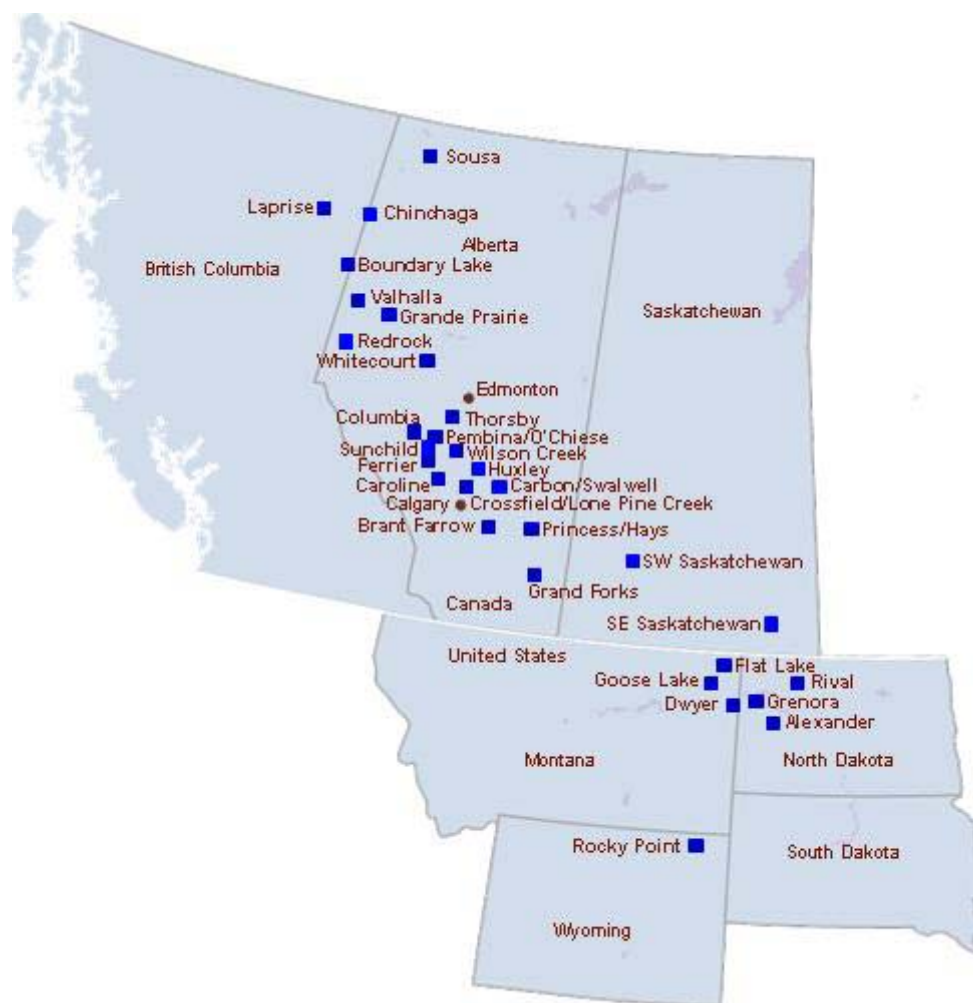 Sousa
Laprise
Chinchaga
Alberta
British Columbia
Boundary Lake
Valhalla
Grande Prairie
Saskatchewan
Redrock
Whitecourt
Edmonton
Columbia
Thorsby
Pembina/O'Chiese
Sunchild
Wilson Creek
Ferrier
Huxley
Caroline
Carbon/Swalwell
Calgary
Crossfield/Lone Pine Creek
Brant Farrow
Princess/Hays
SW Saskatchewan
Grand Forks
Canada
SE Saskatchewan
United States
Flat Lake
Goose Lake
Rival
Dwyer
Grenora
Alexander
Montana
North Dakota
Rocky Point
South Dakota
Wyoming